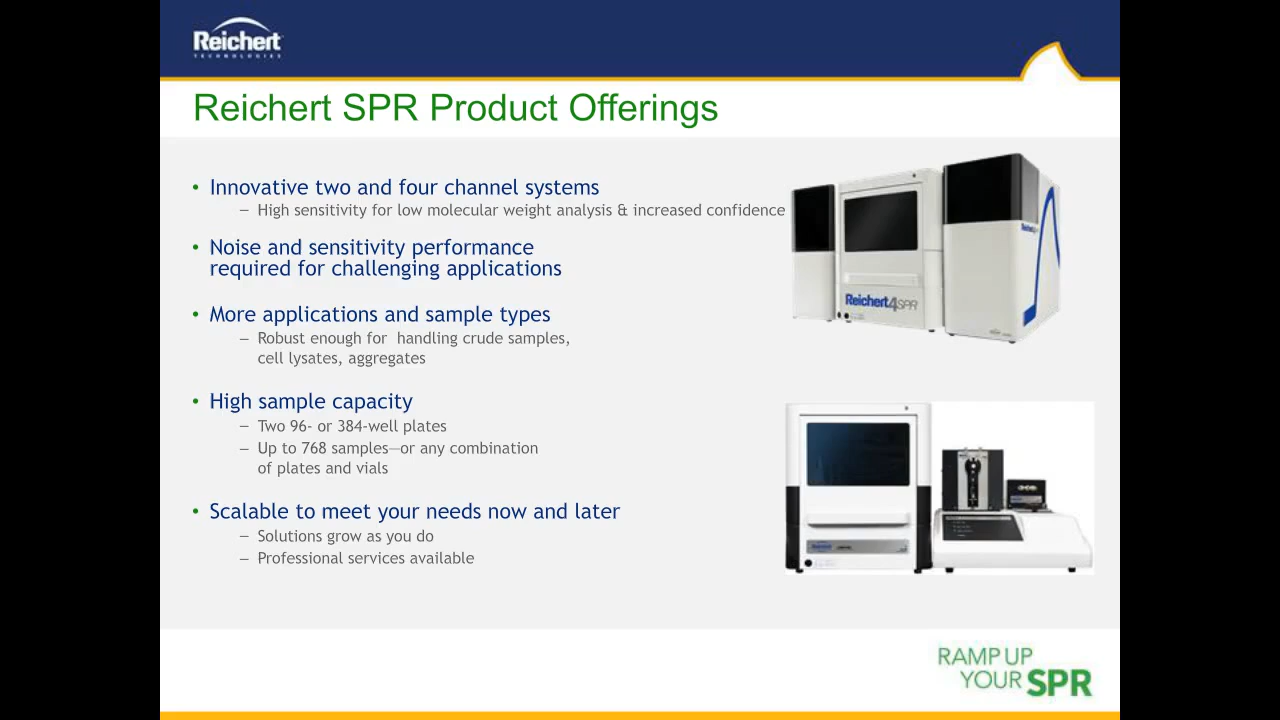 Reichert
TECHNOLOGIES
Reichert SPR Product Offerings
• Innovative two and four channel systems
– High sensitivity for low molecular weight analysis & increased confidence
• Noise and sensitivity performance
required for challenging applications
• More applications and sample types
– Robust enough for handling crude samples,
cell lysates, aggregates
• High sample capacity
– Two 96- or 384-well plates
– Up to 768 samples—or any combination
of plates and vials
• Scalable to meet your needs now and later
– Solutions grow as you do
– Professional services available
Reichert4SPR
RAMP UP
YOUR SPR